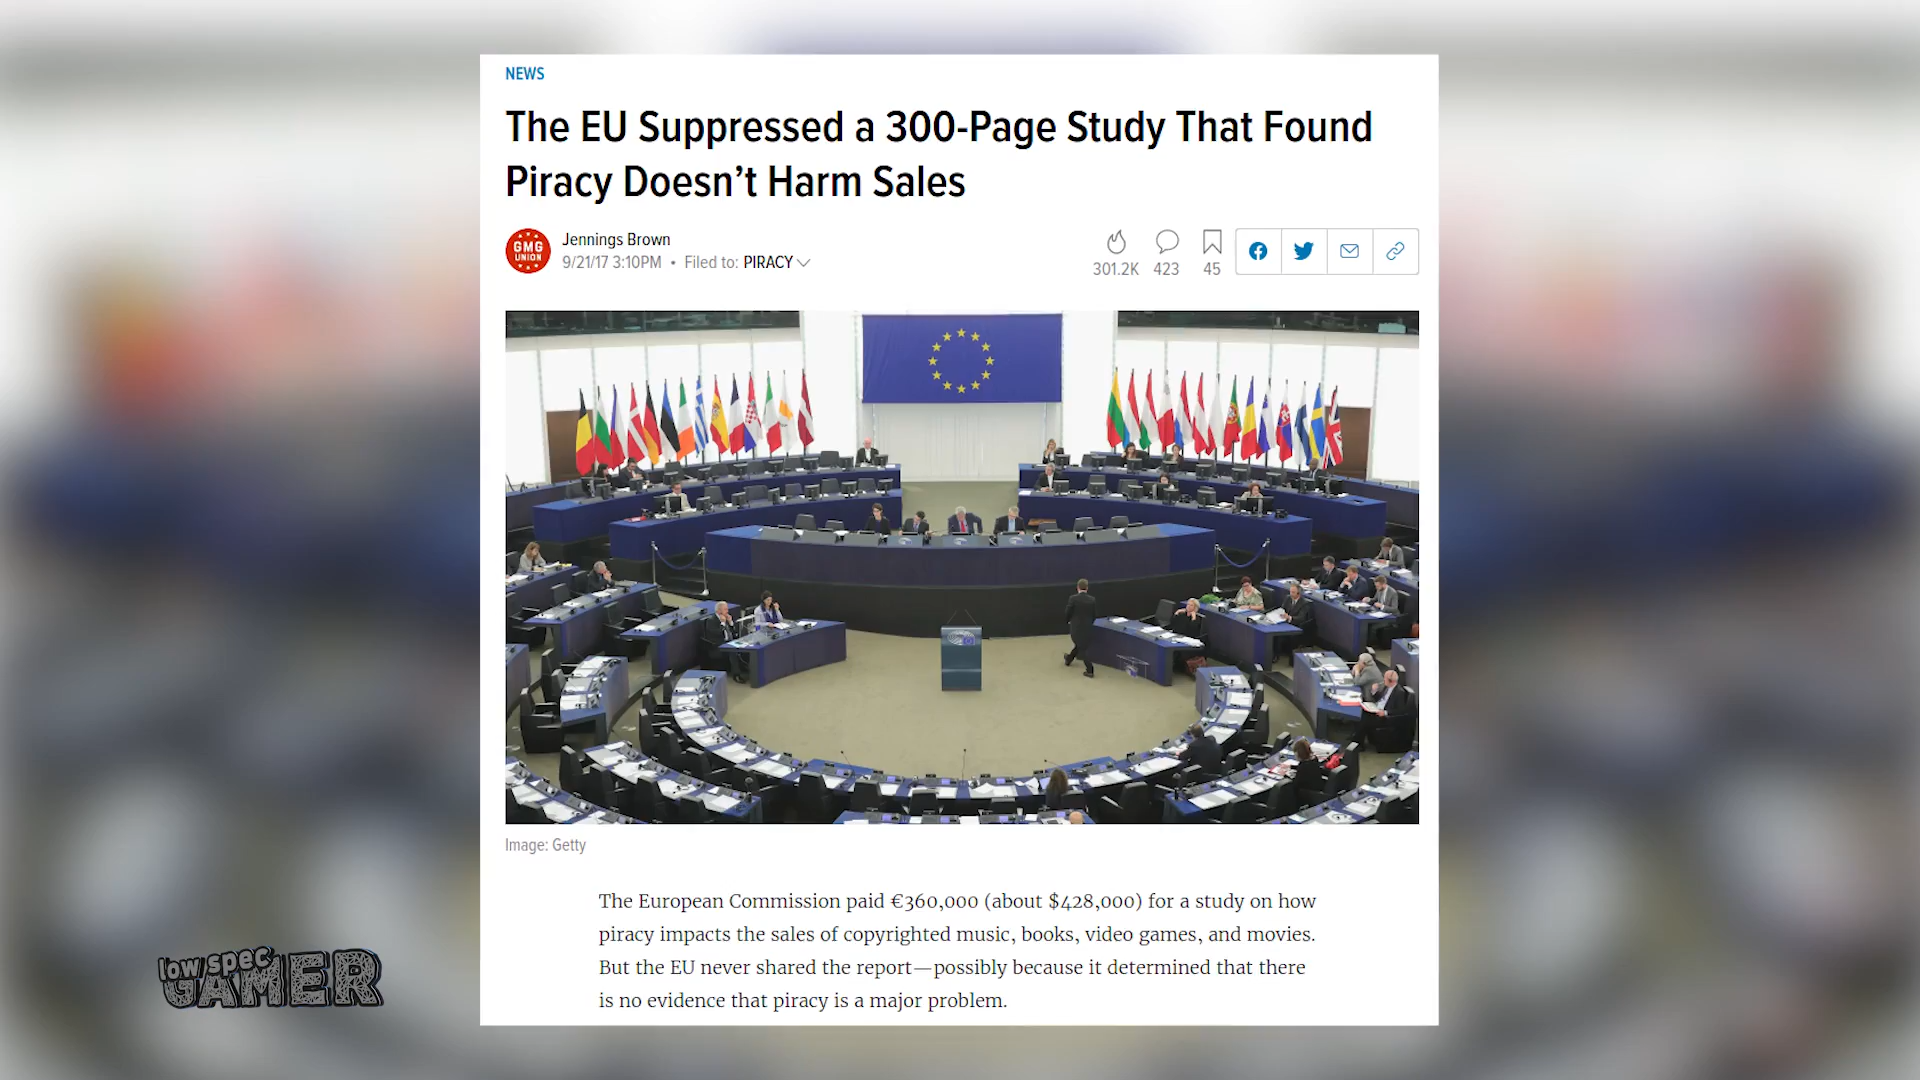 NEWS
The EU Suppressed a 300-Page Study That Found
Piracy Doesn’t Harm Sales
GMG
UNION
Jennings Brown
9/21/17 3:10PM • Filed to: PIRACY
301.2K 423 45
Image: Getty
The European Commission paid €360,000 (about $428,000) for a study on how
piracy impacts the sales of copyrighted music, books, video games, and movies.
But the EU never shared the report—possibly because it determined that there
is no evidence that piracy is a major problem.
low spec
GAMER